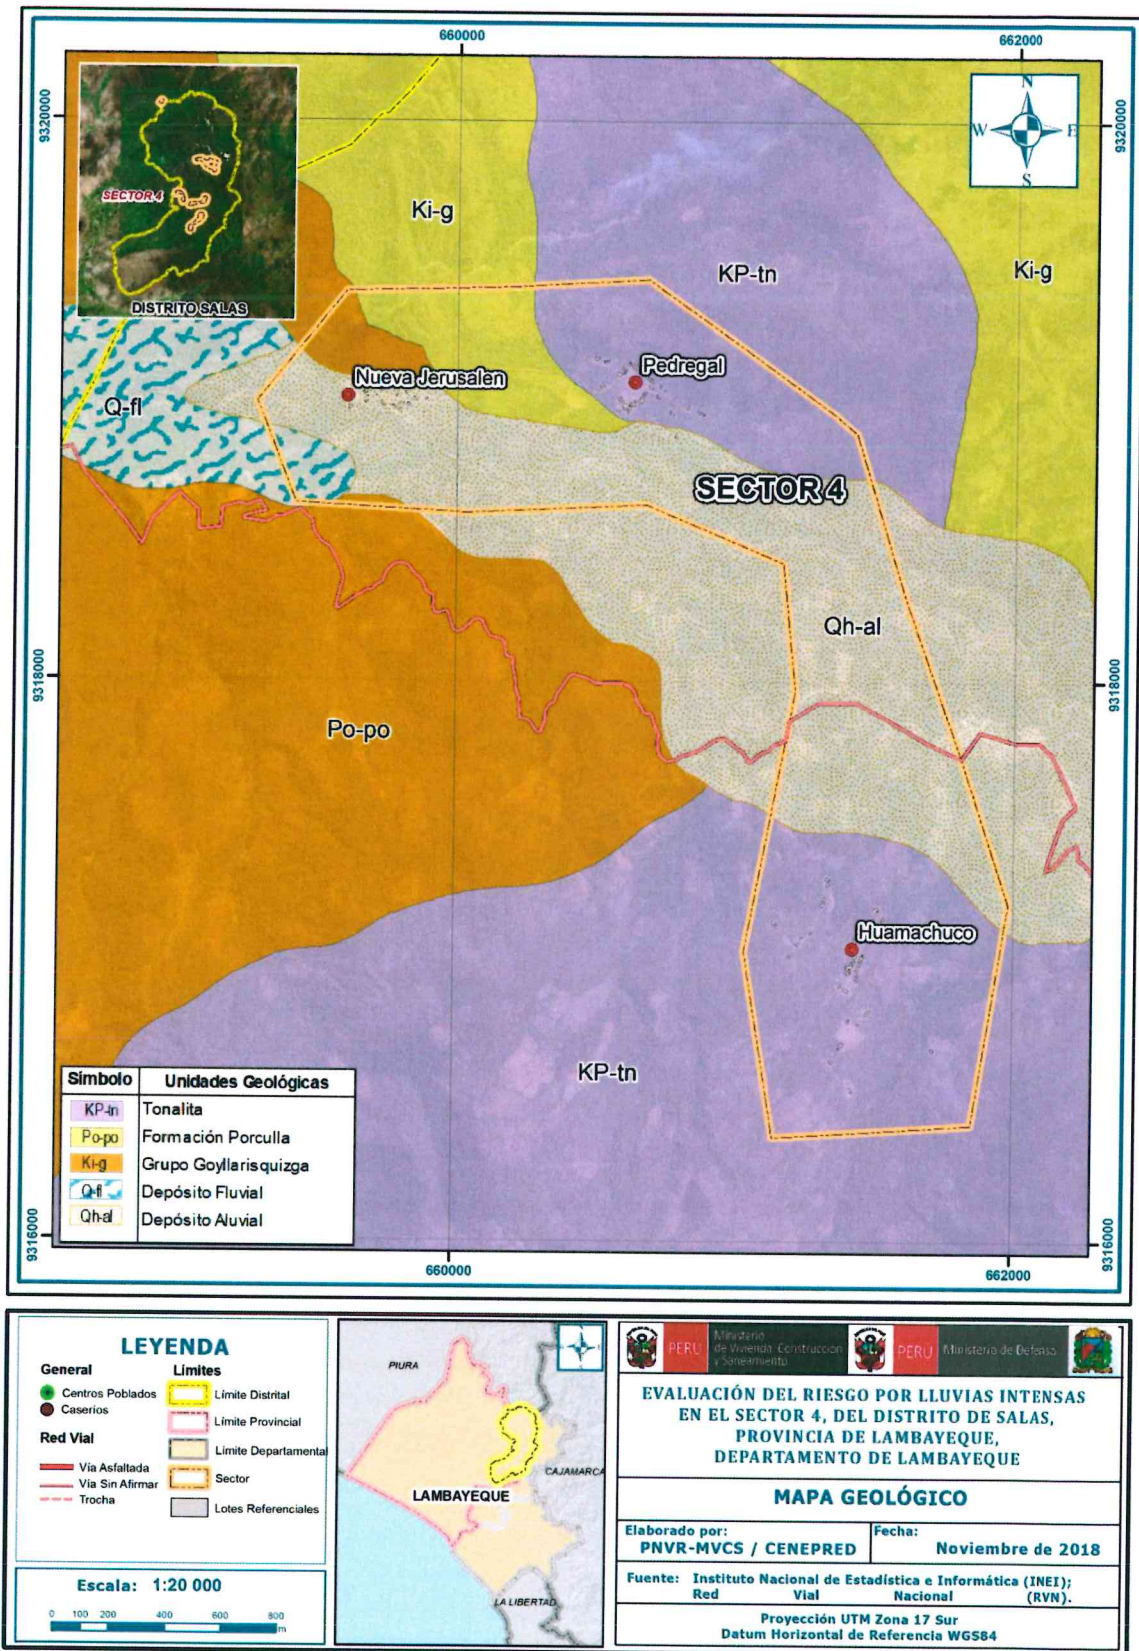 660000
662000
9320000
9320000
N
W
E
S
SECTOR 4
DISTRITO SALAS
Ki-g
KP-tn
Ki-g
Nueva Jerusalen
Pedregal
Q-fl
SECTOR 4
Qh-al
9318000
9318000
Po-po
Huamachuco
KP-tn
Simbolo Unidades Geológicas
KP-tn Tonalita
Po-po Formación Porculla
Ki-g Grupo Goyllarisquizga
Q-fl Depósito Fluvial
Qh-al Depósito Aluvial
9316000
9316000
660000
662000
LEYENDA
General
Centros Poblados
Caserios
Red Vial
Vía Asfaltada
Vía Sin Afirmar
Trocha
Límites
Límite Distrital
Límite Provincial
Límite Departamental
Sector
Lotes Referenciales
Escala: 1:20 000
0 100 200 400 600 800
m
PIURA
CAJAMARCA
LAMBAYEQUE
LA LIBERTAD
PERÚ
Ministerio
de Vivienda, Construcción
y Saneamiento
PERÚ
Ministerio de Defensa
EVALUACIÓN DEL RIESGO POR LLUVIAS INTENSAS
EN EL SECTOR 4, DEL DISTRITO DE SALAS,
PROVINCIA DE LAMBAYEQUE,
DEPARTAMENTO DE LAMBAYEQUE
MAPA GEOLÓGICO
Elaborado por:
PNVR-MVCS / CENEPRED
Fecha:
Noviembre de 2018
Fuente: Instituto Nacional de Estadística e Informática (INEI);
Red Vial Nacional (RVN).
Proyección UTM Zona 17 Sur
Datum Horizontal de Referencia WGS84